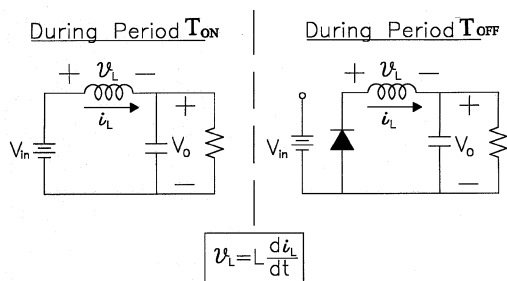 During Period TON
+ 𝓋L −
iL
+
Vin
Vo
−
During Period TOFF
+ 𝓋L −
iL
+
Vin
Vo
−
𝓋L=L diL/dt